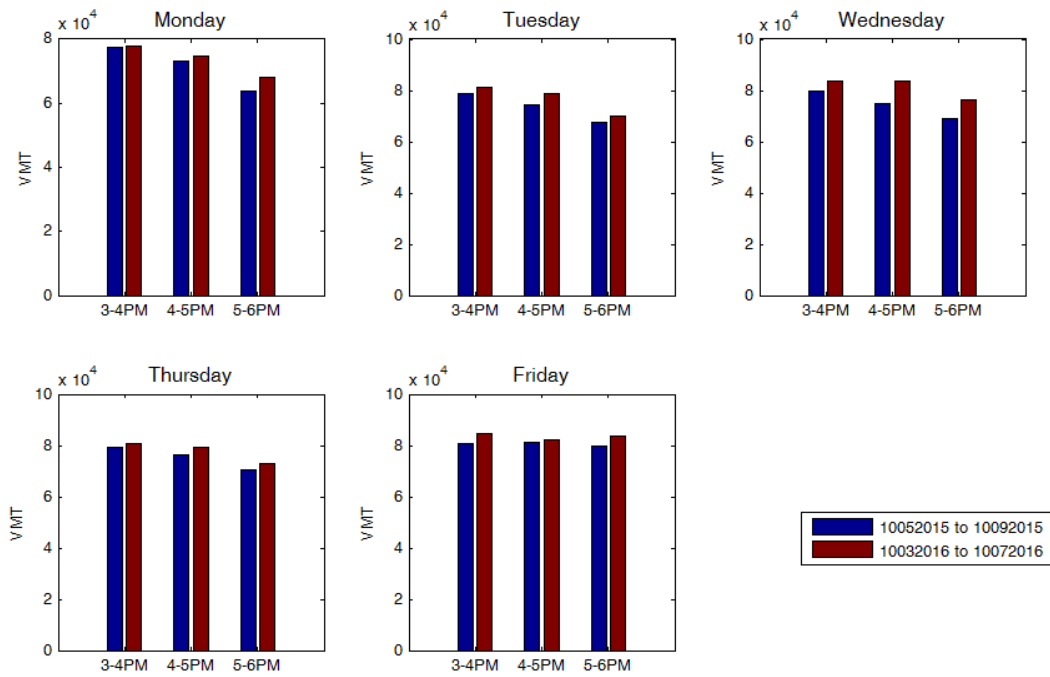 Monday
x 10^4
8
6
4
2
0
VMT
3-4PM 4-5PM 5-6PM
Tuesday
x 10^4
10
8
6
4
2
0
VMT
3-4PM 4-5PM 5-6PM
Wednesday
x 10^4
10
8
6
4
2
0
VMT
3-4PM 4-5PM 5-6PM
Thursday
x 10^4
10
8
6
4
2
0
VMT
3-4PM 4-5PM 5-6PM
Friday
x 10^4
10
8
6
4
2
0
VMT
3-4PM 4-5PM 5-6PM
10052015 to 10092015
10032016 to 10072016